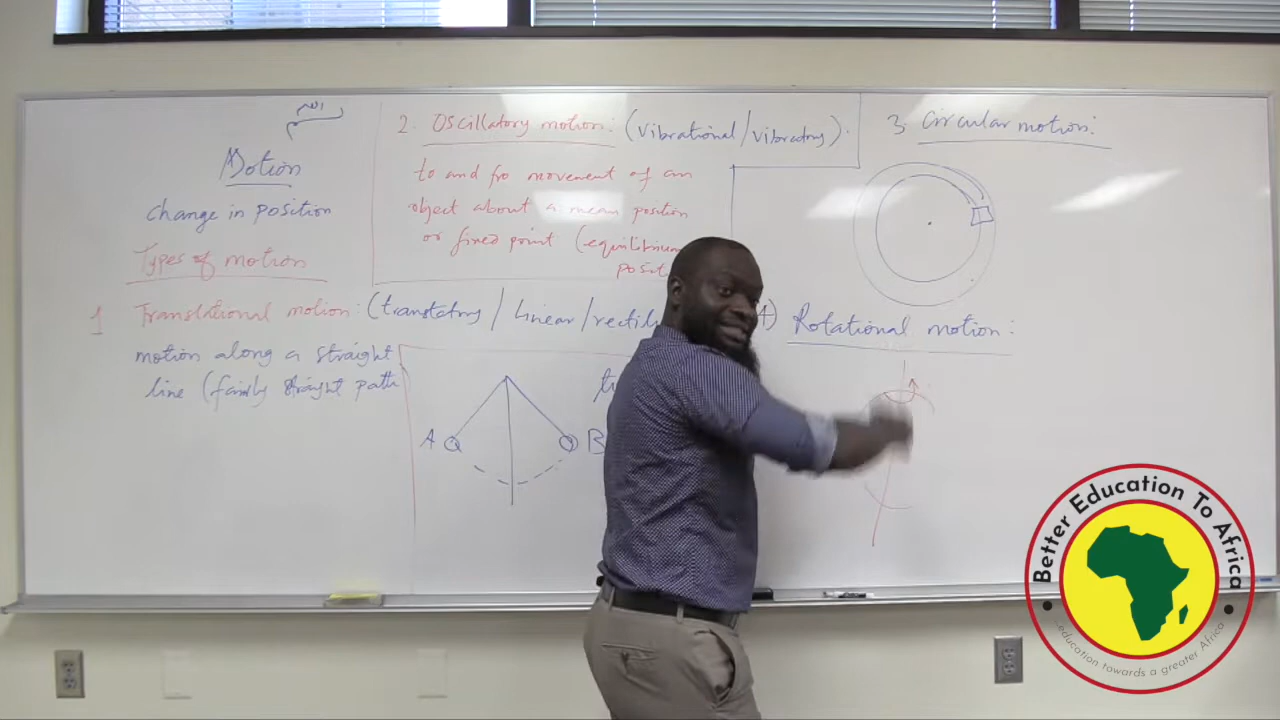 Motion
change in position
Types of motion
1 Translational motion: (translatory / Linear / rectil
motion along a straight
line (fairly straight path
2. Oscillatory motion: (vibrational/vibratory).
to and fro movement of an
object about a mean position
or fixed point (equilibrium
posit
A B
3. Circular motion:
4) Rotational motion:
Better Education To Africa
...education towards a greater Africa